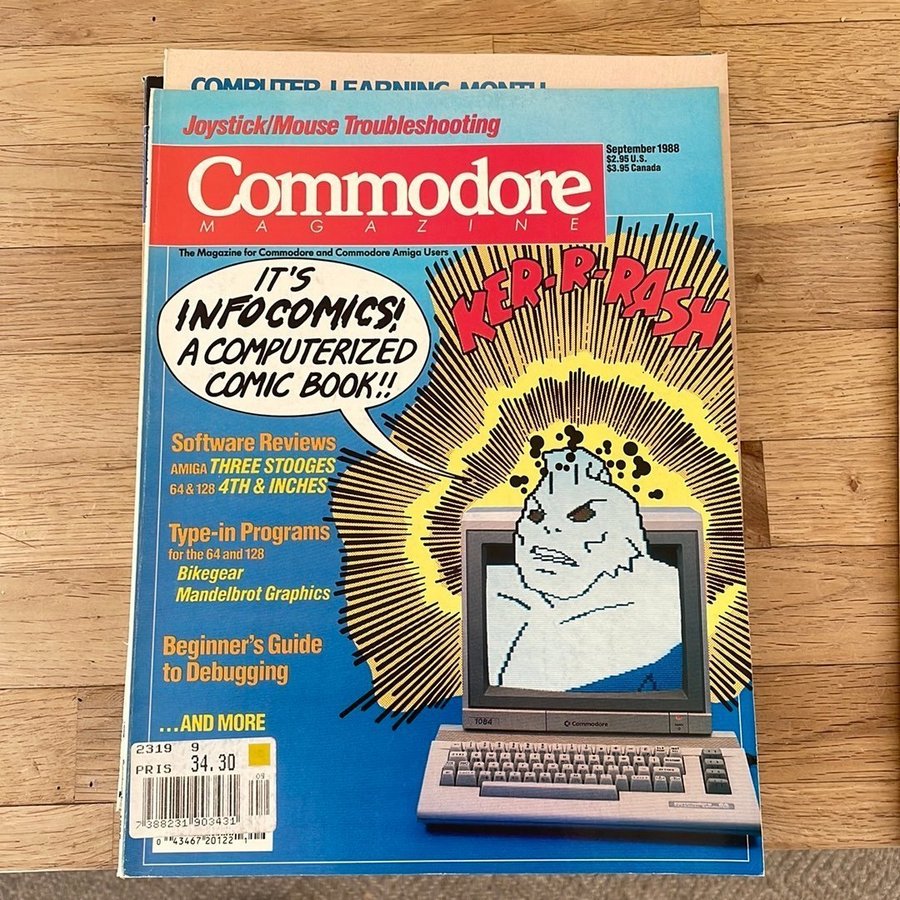 COMPUTER LEARNING MONTH
Joystick/Mouse Troubleshooting
September 1988
$2.95 U.S.
$3.95 Canada
Commodore
MAGAZINE
The Magazine for Commodore and Commodore Amiga Users
KER-R-RASH
IT'S
INFOCOMICS!
A COMPUTERIZED
COMIC BOOK!!
Software Reviews
AMIGA THREE STOOGES
64 & 128 4TH & INCHES
Type-in Programs
for the 64 and 128
Bikegear
Mandelbrot Graphics
Beginner's Guide
to Debugging
...AND MORE
1084
Commodore
2319 9
PRIS 34.30
09
7 388231 903431
0 43467 20122 1